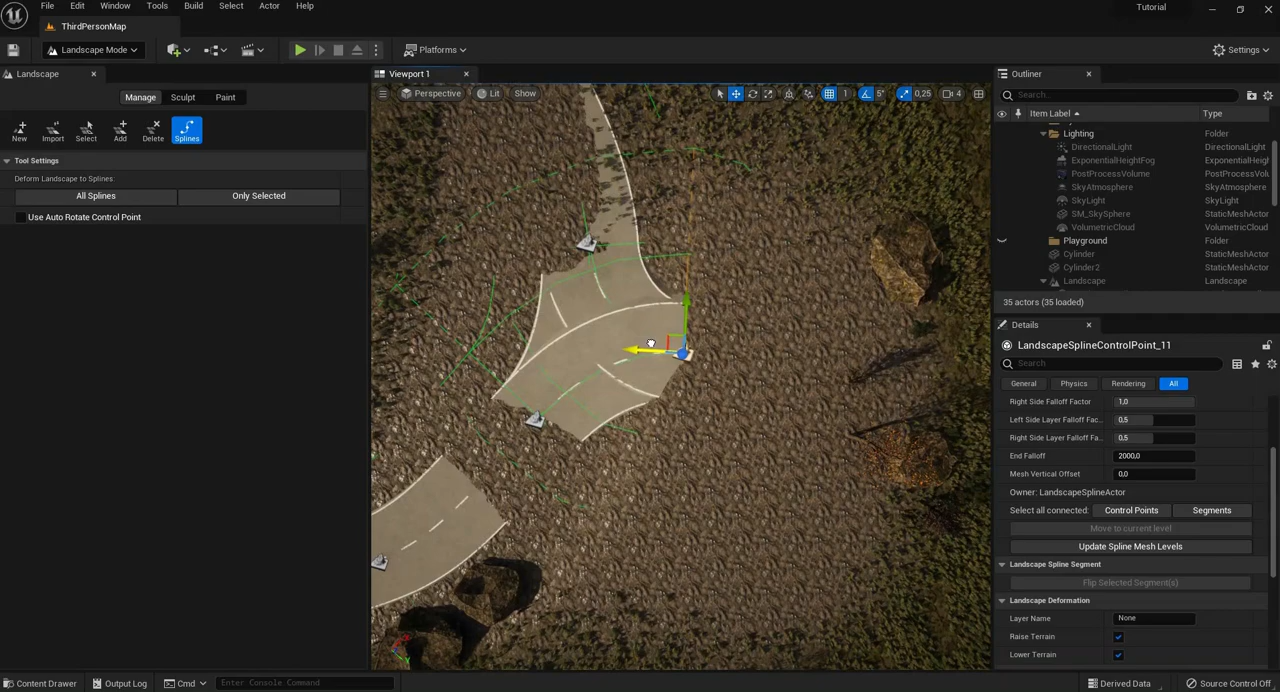 File Edit Window Tools Build Select Actor Help
Tutorial
ThirdPersonMap
Landscape Mode
Platforms
Settings
Landscape
Viewport 1
Outliner
Manage Sculpt Paint
Perspective Lit Show
1 5° 0,25 4
Search...
Item Label Type
New Import Select Add Delete Splines
Lighting Folder
DirectionalLight DirectionalLight
ExponentialHeightFog ExponentialHeigh
PostProcessVolume PostProcessVolu
SkyAtmosphere SkyAtmosphere
SkyLight SkyLight
SM_SkySphere StaticMeshActor
VolumetricCloud VolumetricCloud
Playground Folder
Cylinder StaticMeshActor
Cylinder2 StaticMeshActor
Landscape Landscape
35 actors (35 loaded)
Tool Settings
Deform Landscape to Splines:
All Splines Only Selected
Use Auto Rotate Control Point
Details
LandscapeSplineControlPoint_11
Search
General Physics Rendering All
Right Side Falloff Factor 1,0
Left Side Layer Falloff Fac... 0,5
Right Side Layer Falloff Fa... 0,5
End Falloff 2000,0
Mesh Vertical Offset 0,0
Owner: LandscapeSplineActor
Select all connected: Control Points Segments
Move to current level
Update Spline Mesh Levels
Landscape Spline Segment
Flip Selected Segment(s)
Landscape Deformation
Layer Name None
Raise Terrain
Lower Terrain
Content Drawer Output Log Cmd Enter Console Command
Derived Data Source Control Off